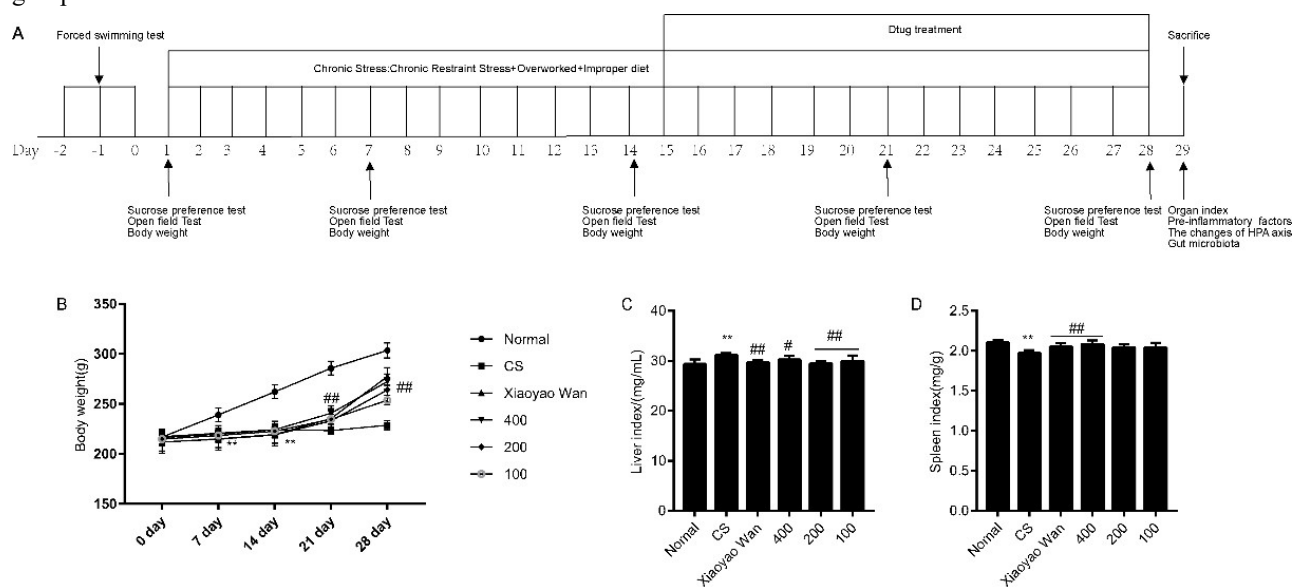 A
Forced swimming test
Dtug treatment
Sacrifice
Chronic Stress:Chronic Restraint Stress+Overworked+Improper diet
Day -2 -1 0 1 2 3 4 5 6 7 8 9 10 11 12 13 14 15 16 17 18 19 20 21 22 23 24 25 26 27 28 29
Sucrose preference test
Open field Test
Body weight
Sucrose preference test
Open field Test
Body weight
Sucrose preference test
Open field Test
Body weight
Sucrose preference test
Open field Test
Body weight
Sucrose preference test
Open field Test
Body weight
Organ index
Pre-inflammatory factors
The changes of HPA axis
Gut microbiota
B
Body weight(g)
350
300
250
200
150
##
##
**
**
0 day
7 day
14 day
21 day
28 day
Normal
CS
Xiaoyao Wan
400
200
100
C
Liver index/(mg/mL)
40
30
20
10
0
**
##
#
##
Nomal
CS
Xiaoyao Wan
400
200
100
D
Spleen index(mg/g)
2.5
2.0
1.5
1.0
0.5
0.0
**
##
Nomal
CS
Xiaoyao Wan
400
200
100